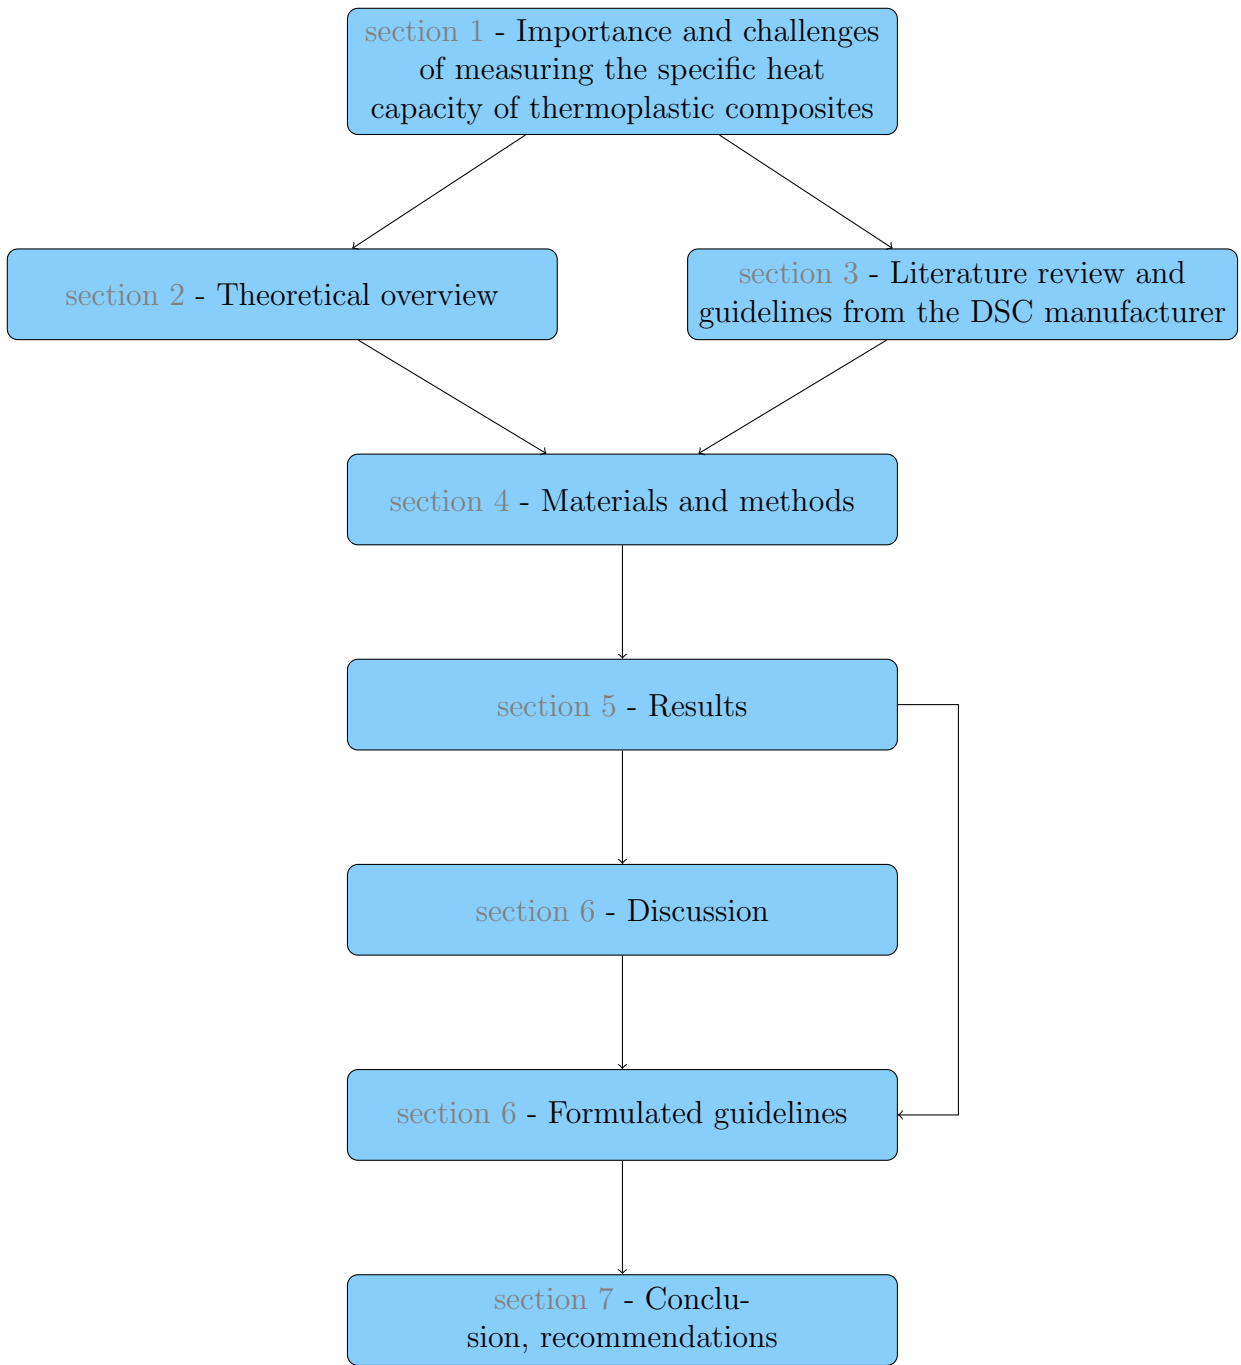 section 1 - Importance and challenges
of measuring the specific heat
capacity of thermoplastic composites
section 2 - Theoretical overview
section 3 - Literature review and
guidelines from the DSC manufacturer
section 4 - Materials and methods
section 5 - Results
section 6 - Discussion
section 6 - Formulated guidelines
section 7 - Conclu-
sion, recommendations